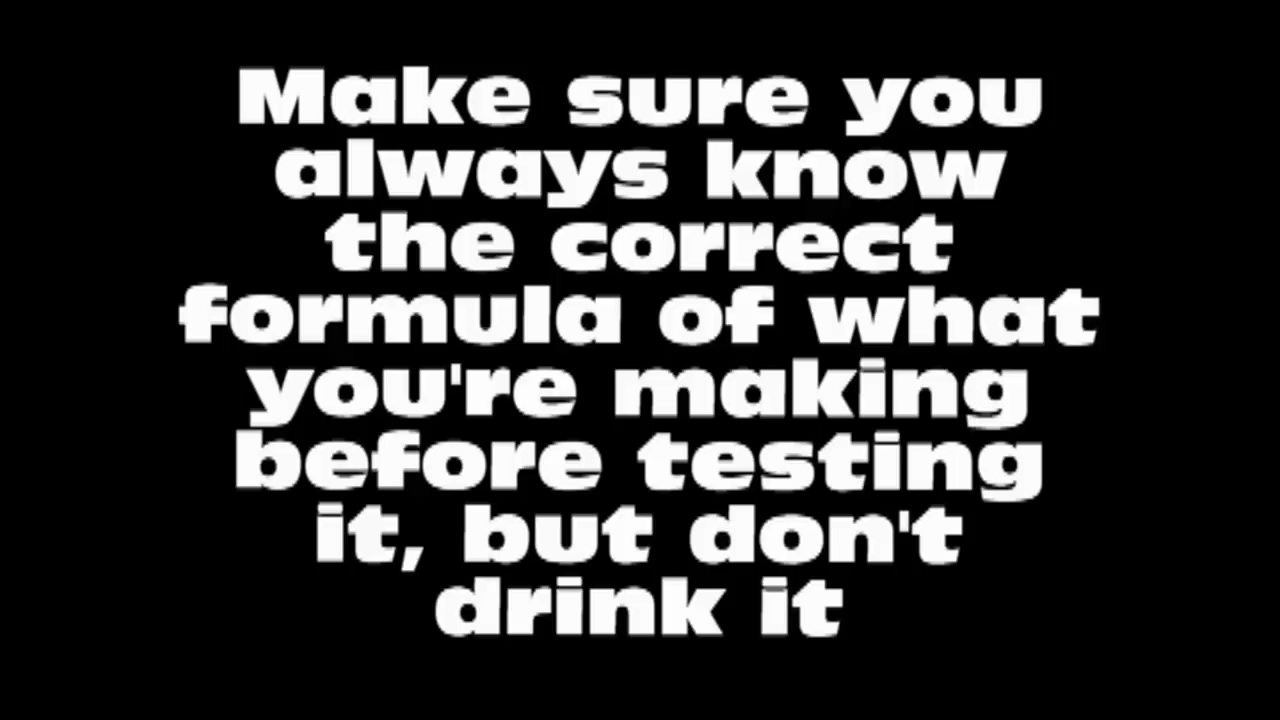 Make sure you
always know
the correct
formula of what
you're making
before testing
it, but don't
drink it